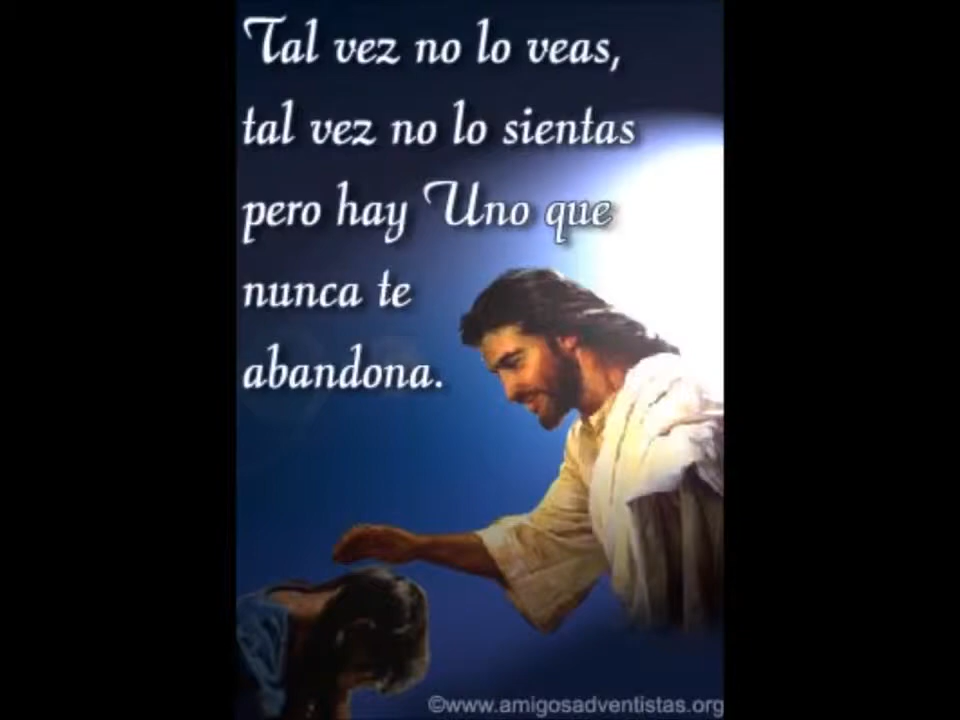 Tal vez no lo veas,
tal vez no lo sientas
pero hay Uno que
nunca te
abandona.
©www.amigosadventistas.org